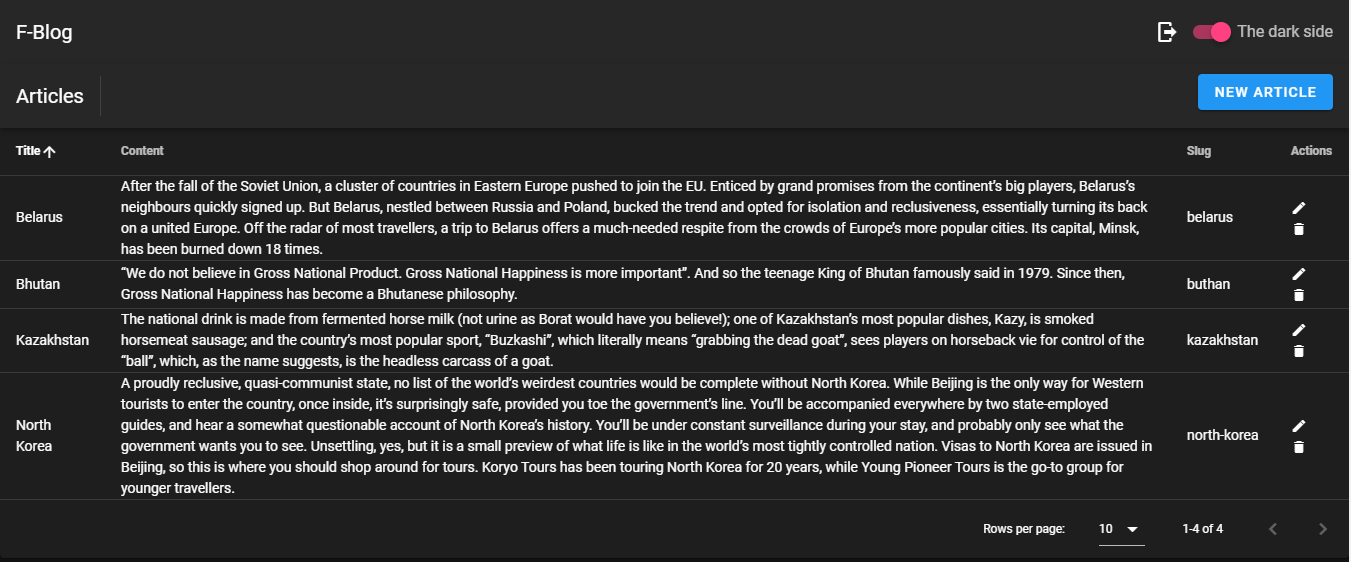 F-Blog
The dark side
Articles
NEW ARTICLE
Title Content Slug Actions
Belarus
After the fall of the Soviet Union, a cluster of countries in Eastern Europe pushed to join the EU. Enticed by grand promises from the continent’s big players, Belarus’s
neighbours quickly signed up. But Belarus, nestled between Russia and Poland, bucked the trend and opted for isolation and reclusiveness, essentially turning its back
on a united Europe. Off the radar of most travellers, a trip to Belarus offers a much-needed respite from the crowds of Europe’s more popular cities. Its capital, Minsk,
has been burned down 18 times.
belarus
Bhutan
“We do not believe in Gross National Product. Gross National Happiness is more important”. And so the teenage King of Bhutan famously said in 1979. Since then,
Gross National Happiness has become a Bhutanese philosophy.
buthan
Kazakhstan
The national drink is made from fermented horse milk (not urine as Borat would have you believe!); one of Kazakhstan’s most popular dishes, Kazy, is smoked
horsemeat sausage; and the country’s most popular sport, “Buzkashi”, which literally means “grabbing the dead goat”, sees players on horseback vie for control of the
“ball”, which, as the name suggests, is the headless carcass of a goat.
kazakhstan
North
Korea
A proudly reclusive, quasi-communist state, no list of the world’s weirdest countries would be complete without North Korea. While Beijing is the only way for Western
tourists to enter the country, once inside, it’s surprisingly safe, provided you toe the government’s line. You’ll be accompanied everywhere by two state-employed
guides, and hear a somewhat questionable account of North Korea’s history. You’ll be under constant surveillance during your stay, and probably only see what the
government wants you to see. Unsettling, yes, but it is a small preview of what life is like in the world’s most tightly controlled nation. Visas to North Korea are issued in
Beijing, so this is where you should shop around for tours. Koryo Tours has been touring North Korea for 20 years, while Young Pioneer Tours is the go-to group for
younger travellers.
north-korea
Rows per page: 10 1-4 of 4